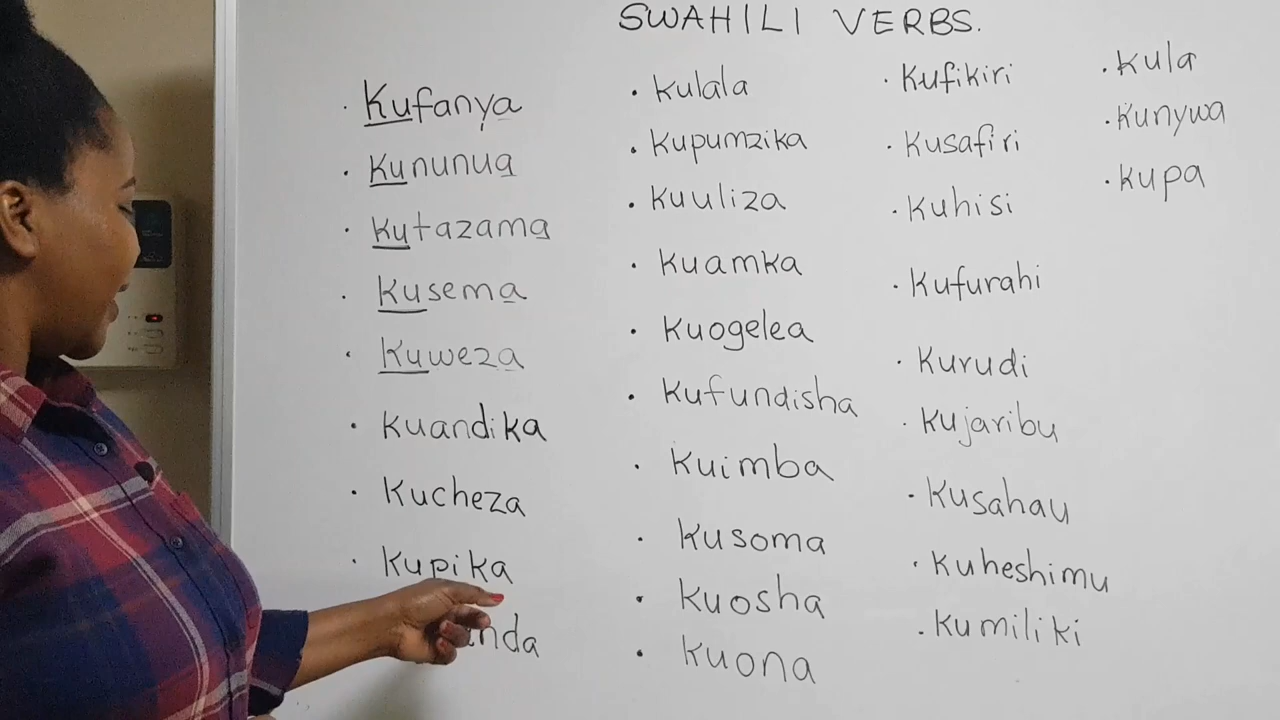 SWAHILI VERBS.
· Kufanya
· Kununua
· Kutazama
· Kusema
· Kuweza
· Kuandika
· Kucheza
· Kupika
· Kulala
· Kupumzika
· Kuuliza
· Kuamka
· Kuogelea
· Kufundisha
· Kuimba
· Kusoma
· Kuosha
· Kuona
· Kufikiri
· Kusafiri
· Kuhisi
· Kufurahi
· Kurudi
· Kujaribu
· Kusahau
· Kuheshimu
· Kumiliki
· Kula
· Kunywa
· Kupa